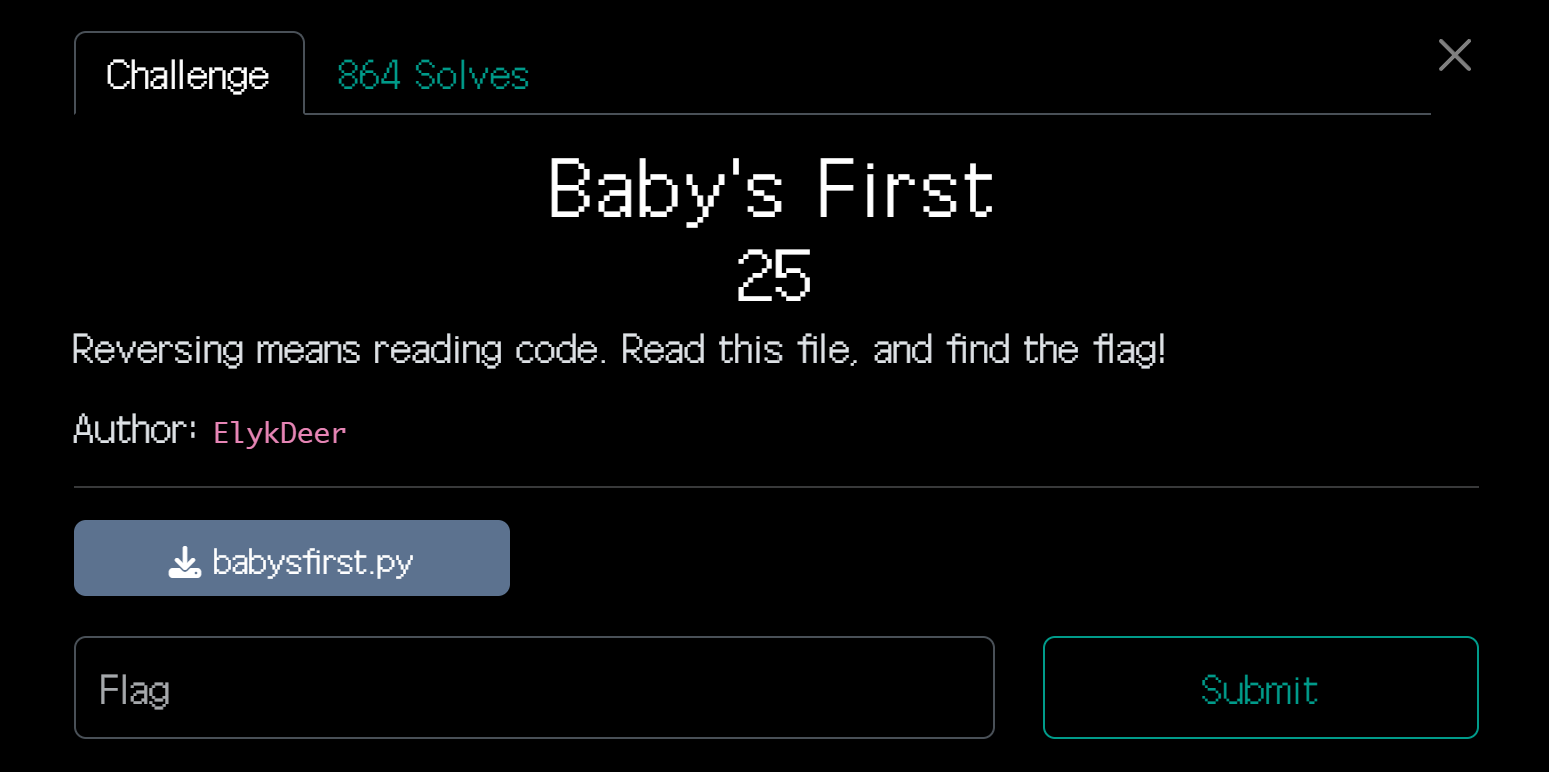 Challenge
864 Solves
Baby's First
25
Reversing means reading code. Read this file, and find the flag!
Author: ElykDeer
babysfirst.py
Flag
Submit